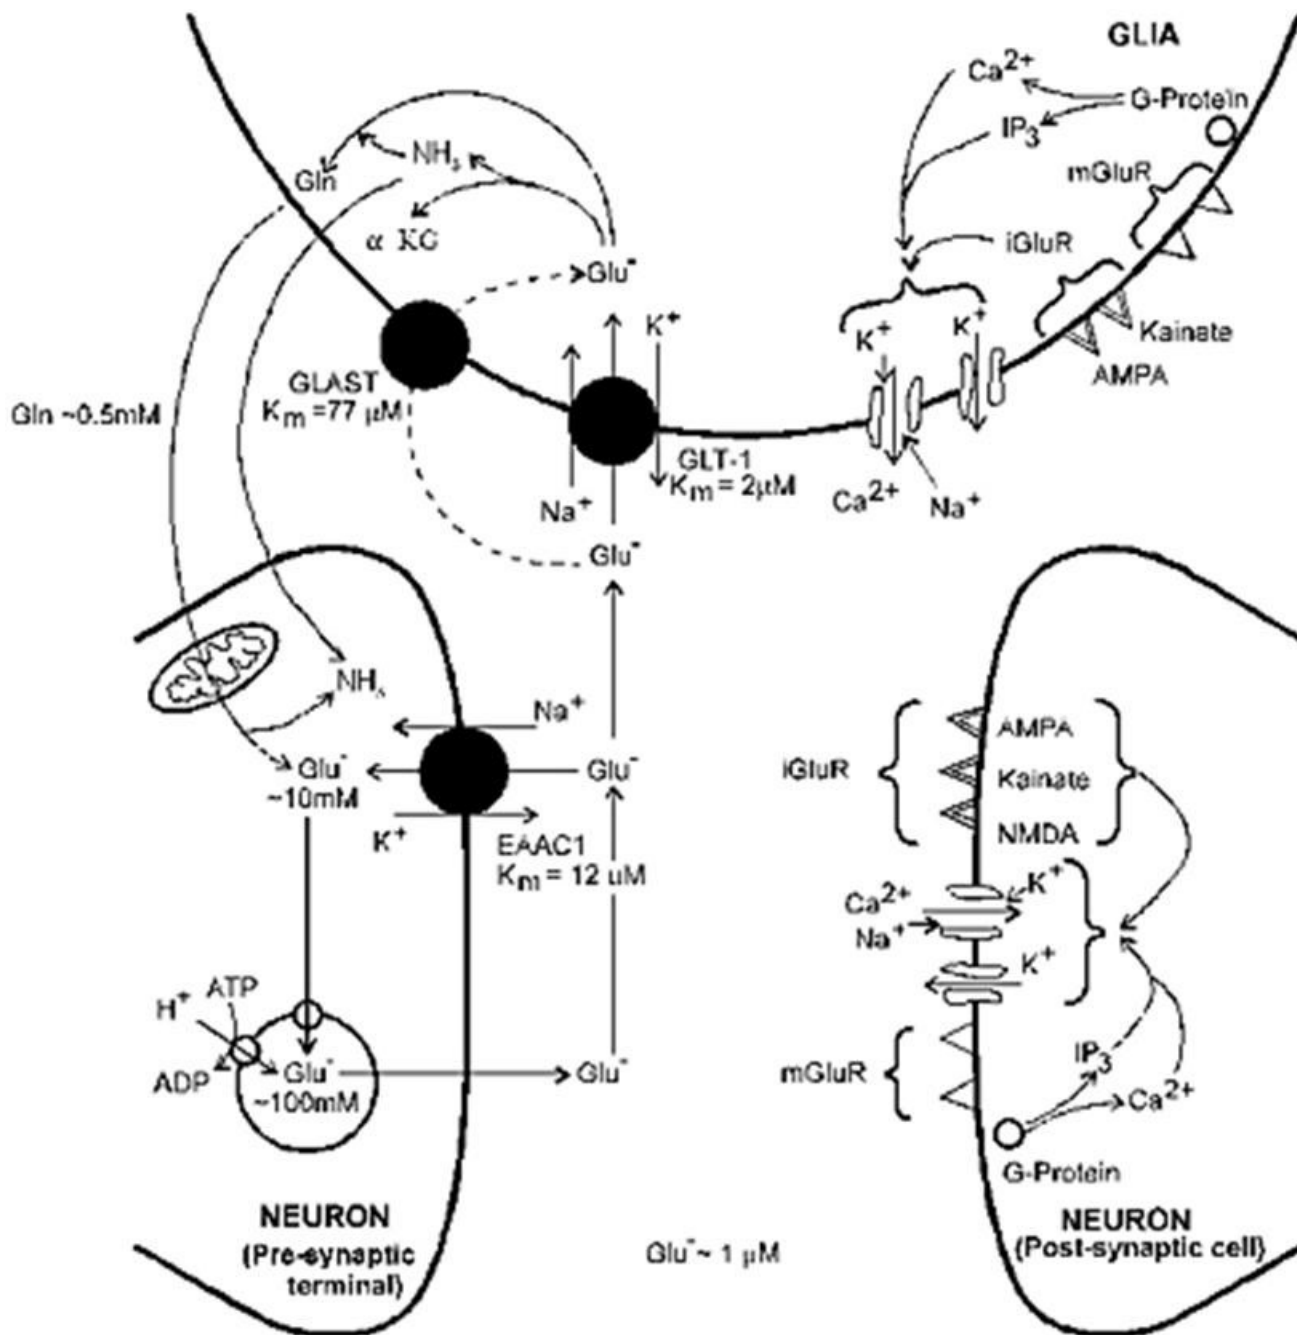 GLIA
Ca2+
G-Protein
IP3
mGluR
iGluR
K+
K+
Kainate
AMPA
Ca2+
Na+
Gln
NH3
α KG
Glu-
K+
GLAST
Km =77 μM
Gln ~0.5mM
GLT-1
Km = 2μM
Na+
Glu-
NH3
Na+
Glu-
~10mM
Glu-
K+
EAAC1
Km = 12 uM
ATP
H+
ADP
Glu-
~100mM
Glu-
NEURON
(Pre-synaptic
terminal)
Glu-~ 1 μM
iGluR
AMPA
Kainate
NMDA
Ca2+
Na+
K+
K+
mGluR
IP3
Ca2+
G-Protein
NEURON
(Post-synaptic cell)